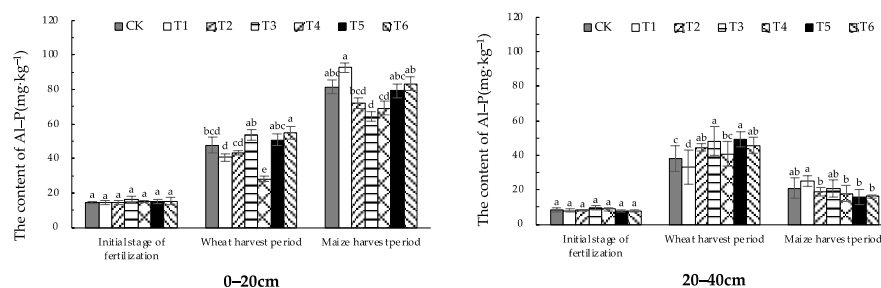 120 CK T1 T2 T3 T4 T5 T6
The content of Al–P(mg·kg⁻¹)
100
80
60
40
20
0
a a a a a a a
bcd d cd ab e abc a
abc a bcd d cd abc ab
Initial stage of fertilization
Wheat harvest period
Maize harvest period
0–20cm
120 CK T1 T2 T3 T4 T5 T6
The content of Al–P(mg·kg⁻¹)
100
80
60
40
20
0
a a a a a a a
c d ab a bc a ab
ab a b ab b b b
Initial stage of fertilization
Wheat harvest period
Maize harvest period
20–40cm